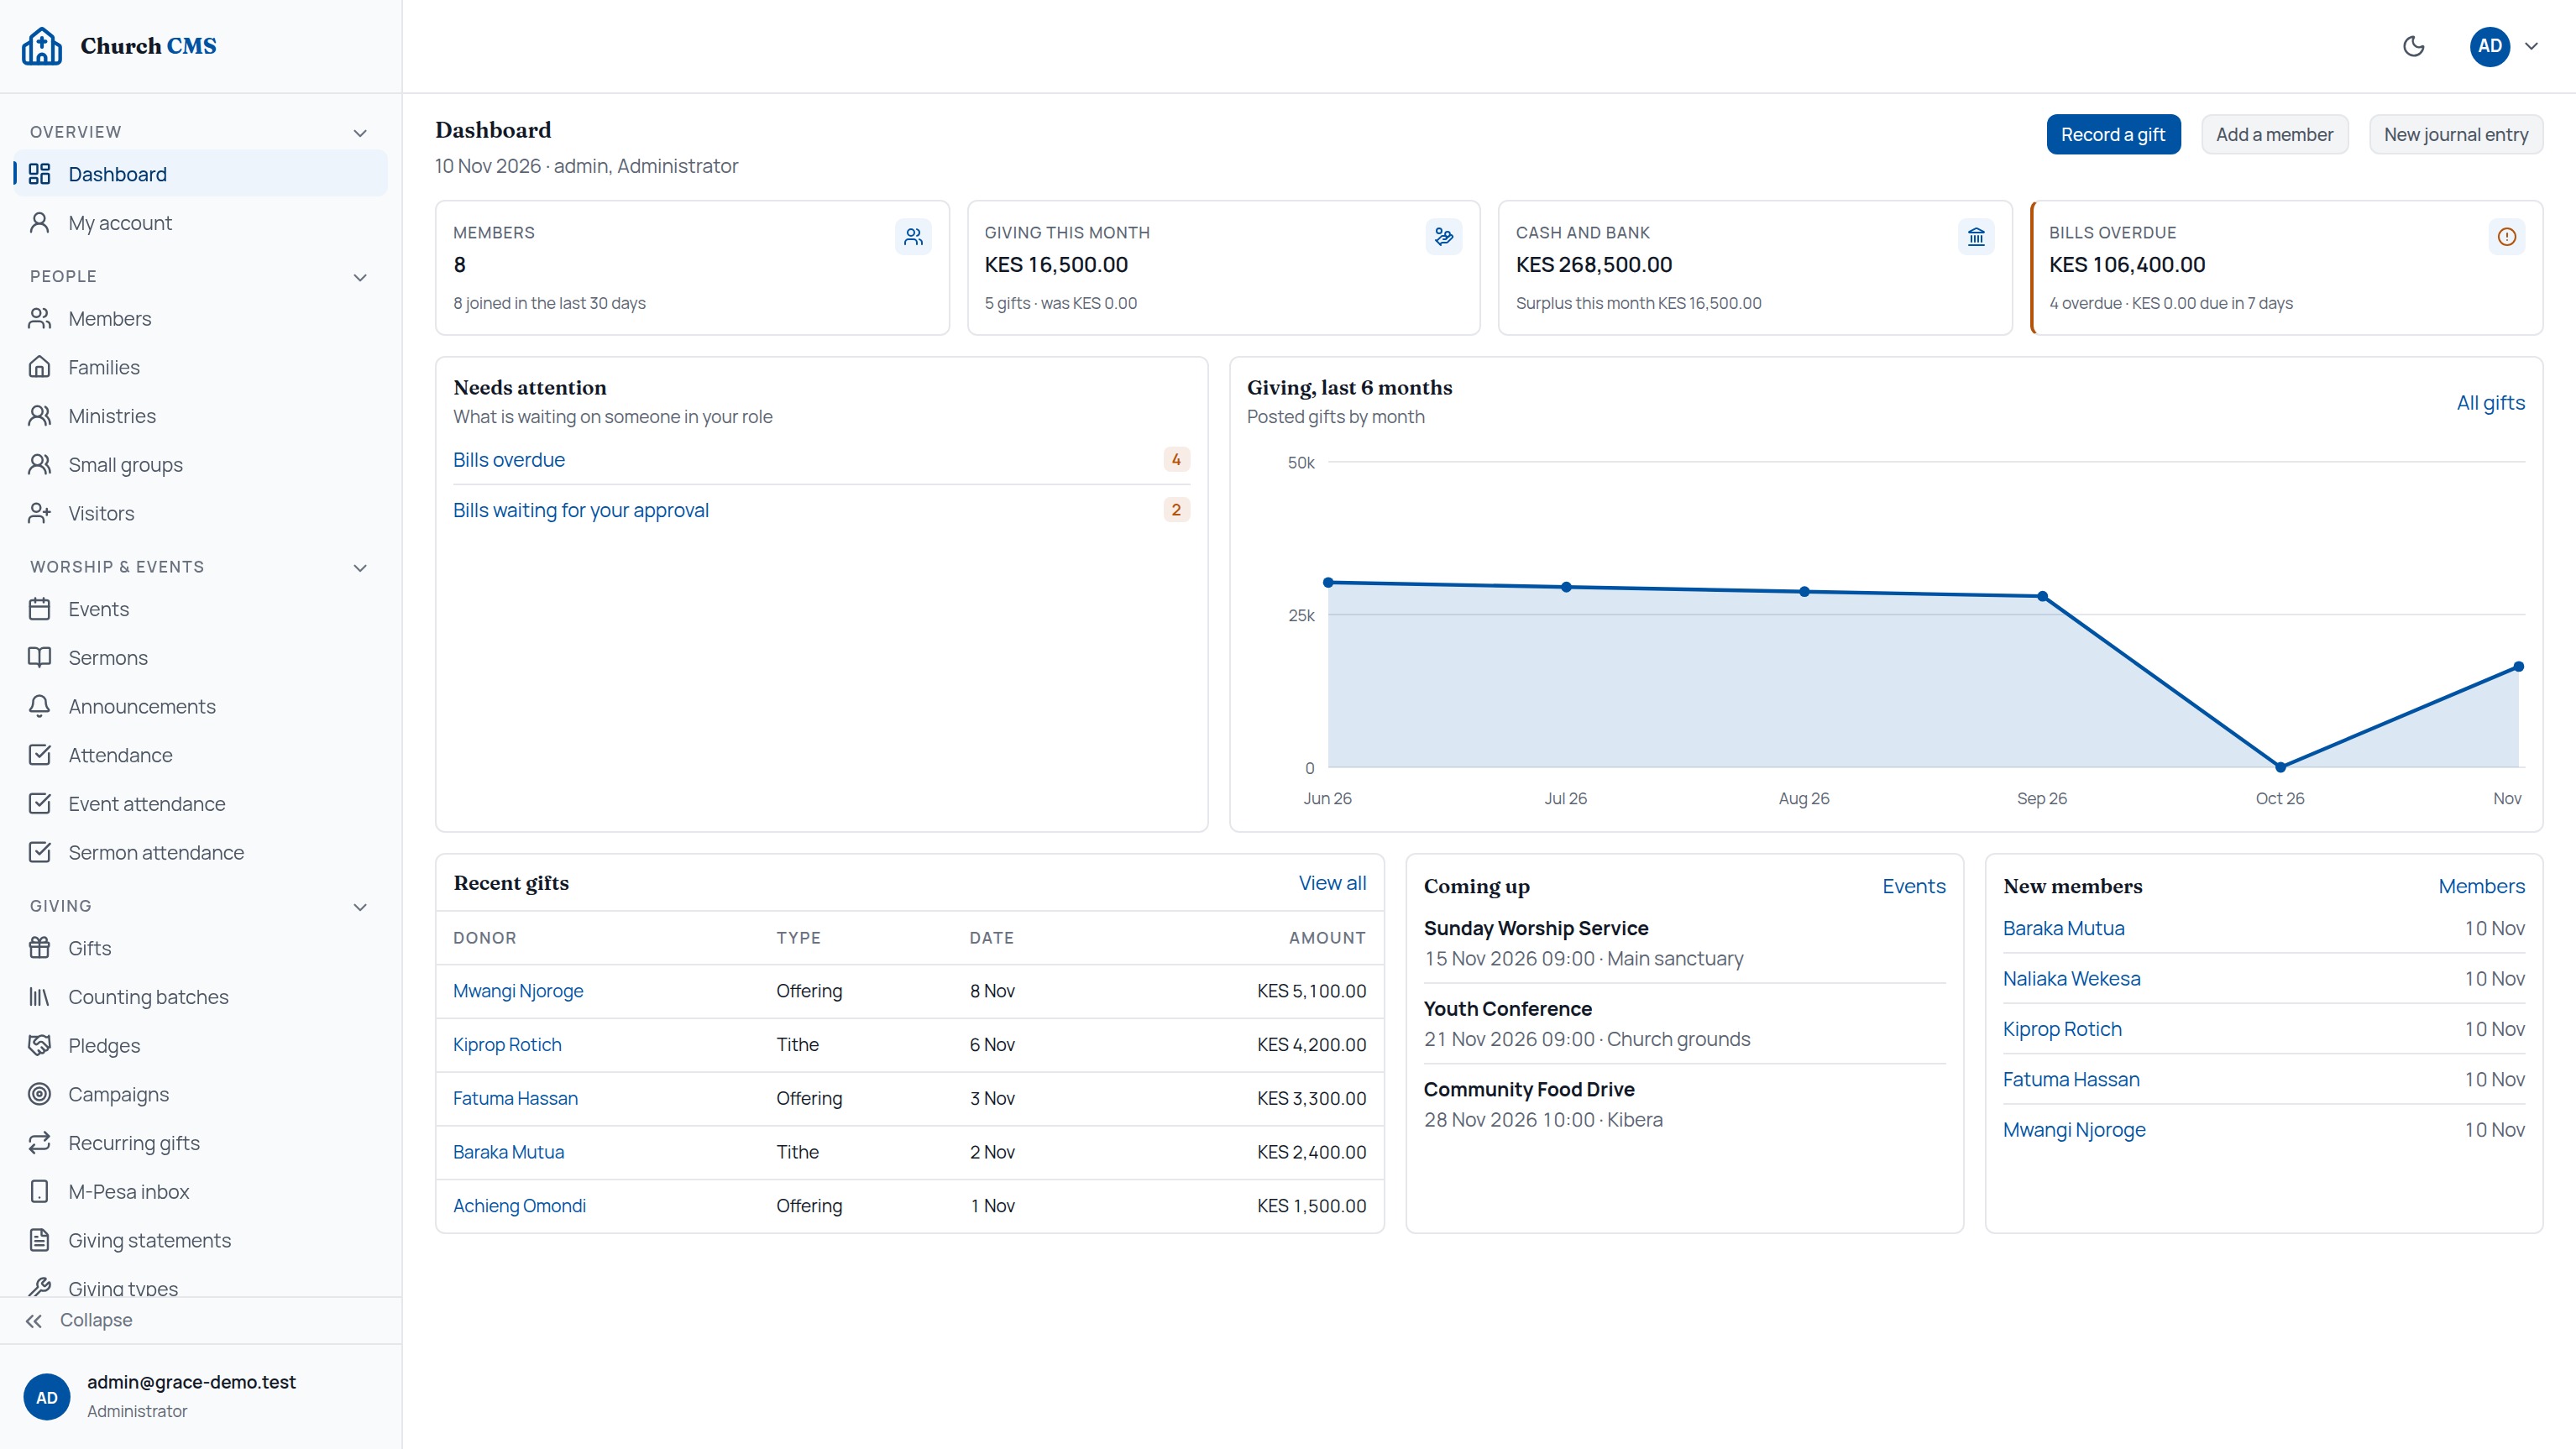 Church CMS
AD
OVERVIEW
Dashboard
My account
PEOPLE
Members
Families
Ministries
Small groups
Visitors
WORSHIP & EVENTS
Events
Sermons
Announcements
Attendance
Event attendance
Sermon attendance
GIVING
Gifts
Counting batches
Pledges
Campaigns
Recurring gifts
M-Pesa inbox
Giving statements
Giving types
Collapse
AD
admin@grace-demo.test
Administrator
Dashboard
10 Nov 2026 · admin, Administrator
Record a gift
Add a member
New journal entry
MEMBERS
8
8 joined in the last 30 days
GIVING THIS MONTH
KES 16,500.00
5 gifts · was KES 0.00
CASH AND BANK
KES 268,500.00
Surplus this month KES 16,500.00
BILLS OVERDUE
KES 106,400.00
4 overdue · KES 0.00 due in 7 days
Needs attention
What is waiting on someone in your role
Bills overdue 4
Bills waiting for your approval 2
Giving, last 6 months
Posted gifts by month
All gifts
50k
25k
0
Jun 26 Jul 26 Aug 26 Sep 26 Oct 26 Nov
Recent gifts View all
DONOR TYPE DATE AMOUNT
Mwangi Njoroge Offering 8 Nov KES 5,100.00
Kiprop Rotich Tithe 6 Nov KES 4,200.00
Fatuma Hassan Offering 3 Nov KES 3,300.00
Baraka Mutua Tithe 2 Nov KES 2,400.00
Achieng Omondi Offering 1 Nov KES 1,500.00
Coming up Events
Sunday Worship Service
15 Nov 2026 09:00 · Main sanctuary
Youth Conference
21 Nov 2026 09:00 · Church grounds
Community Food Drive
28 Nov 2026 10:00 · Kibera
New members Members
Baraka Mutua 10 Nov
Naliaka Wekesa 10 Nov
Kiprop Rotich 10 Nov
Fatuma Hassan 10 Nov
Mwangi Njoroge 10 Nov